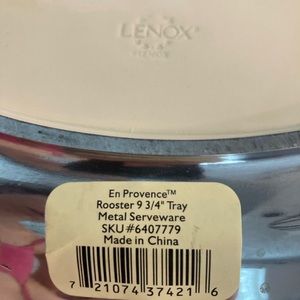 LENOX®
En Provence™
Rooster 9 3/4" Tray
Metal Serveware
SKU #6407779
Made in China
7 21074 37421 6